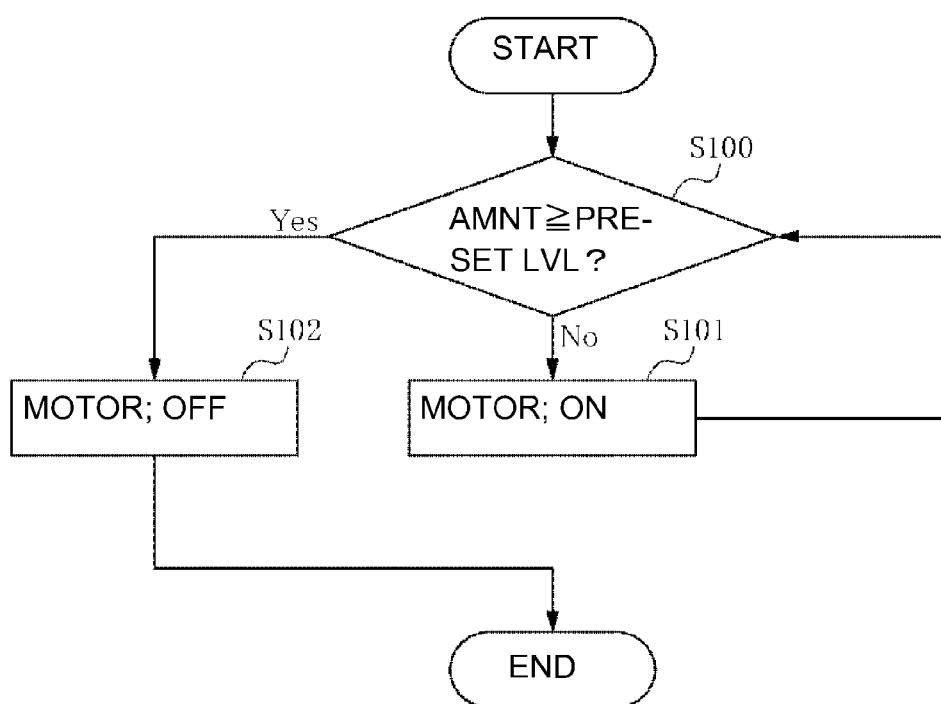 START
S100
Yes
AMNT≧PRE-
SET LVL ?
No
S102
S101
MOTOR; OFF
MOTOR; ON
END